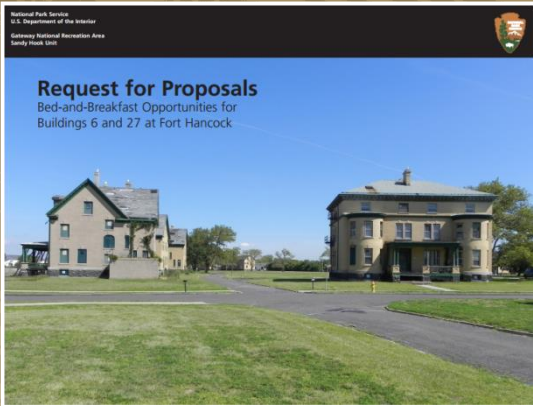 National Park Service
U.S. Department of the Interior
Gateway National Recreation Area
Sandy Hook Unit
Request for Proposals
Bed-and-Breakfast Opportunities for
Buildings 6 and 27 at Fort Hancock